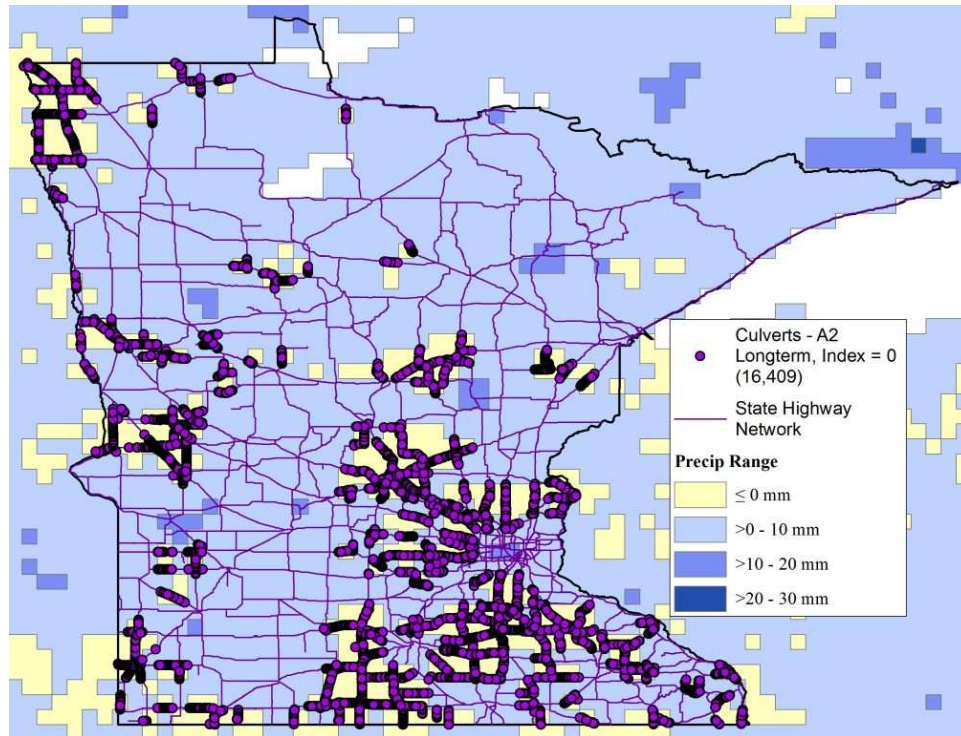 Culverts - A2
Longterm, Index = 0
(16,409)
State Highway
Network
Precip Range
≤ 0 mm
>0 - 10 mm
>10 - 20 mm
>20 - 30 mm